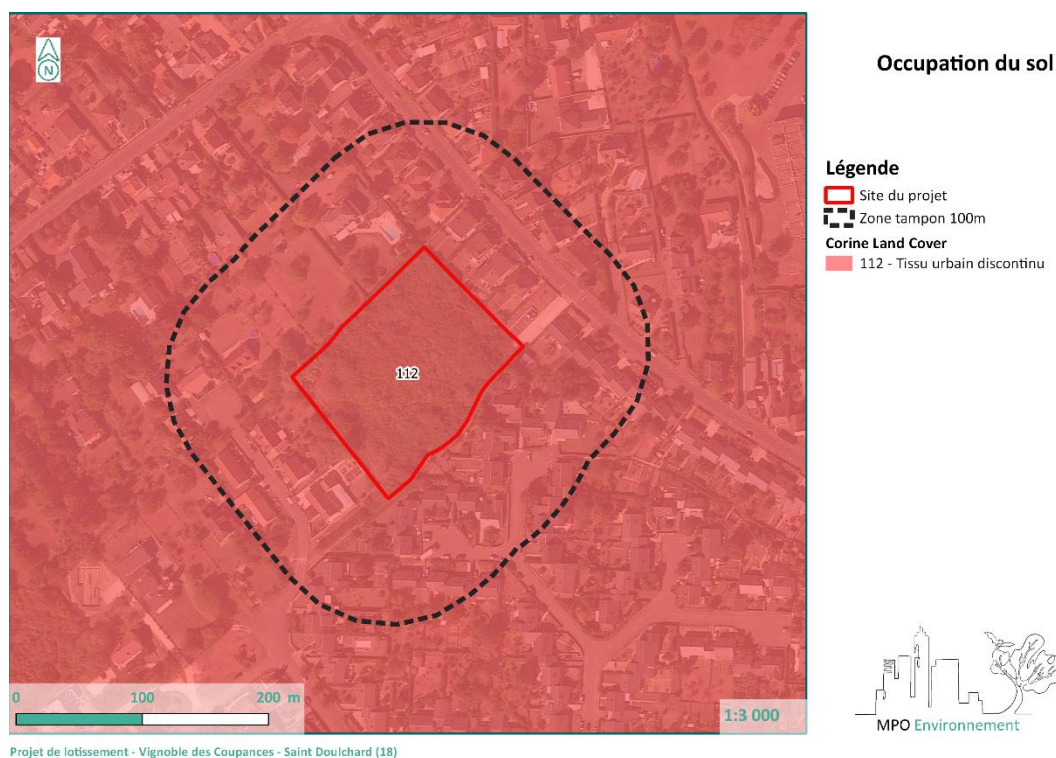 Occupation du sol
N
Légende
Site du projet
Zone tampon 100m
Corine Land Cover
112 - Tissu urbain discontinu
112
0 100 200 m
1:3 000
MPO Environnement
Projet de lotissement - Vignoble des Coupances - Saint Doulchard (18)